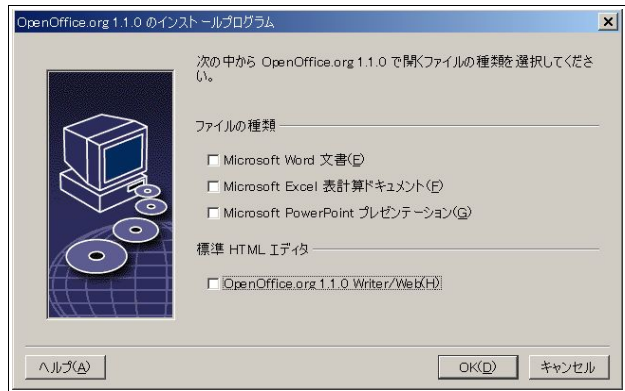 OpenOffice.org 1.1.0 のインストールプログラム
次の中から OpenOffice.org 1.1.0 で開くファイルの種類を選択してくださ
い。
ファイルの種類
Microsoft Word 文書(E)
Microsoft Excel 表計算ドキュメント(F)
Microsoft PowerPoint プレゼンテーション(G)
標準 HTML エディタ
OpenOffice.org 1.1.0 Writer/Web(H)
ヘルプ(A)
OK(D)
キャンセル